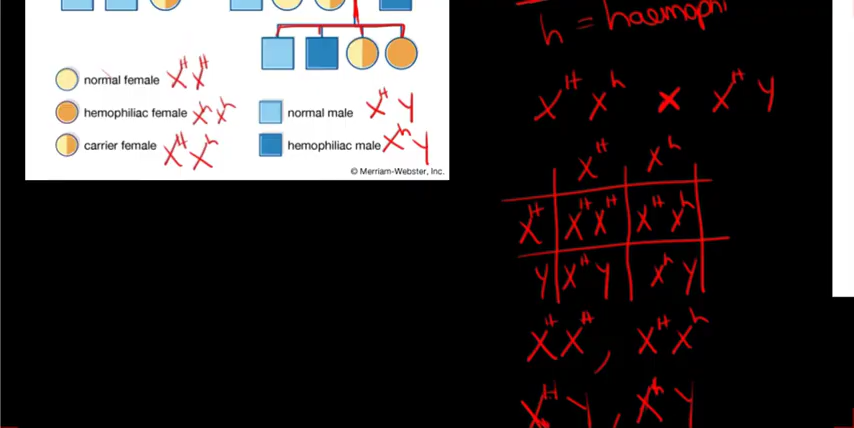 h = haemophi
normal female X^H X^H
hemophiliac female X^h X^h
carrier female X^H X^h
normal male X^H Y
hemophiliac male X^h Y
© Merriam-Webster, Inc.
X^H X^h × X^H Y
X^H X^h
X^H X^H X^H X^H X^h
Y X^H Y X^h Y
X^H X^H , X^H X^h
X^H Y , X^h Y